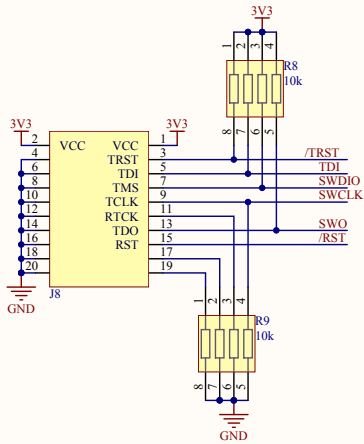 3V3
1 2 3 4
R8
10k
8 7 6 5
3V3 3V3
2 VCC VCC 1
4 TRST 3 /TRST
6 TDI 5 TDI
8 TMS 7 SWDIO
10 TCLK 9 SWCLK
12 RTCK 11
14 TDO 13 SWO
16 RST 15 /RST
18 17
20 19
J8
GND
1 2 3 4
R9
10k
8 7 6 5
GND